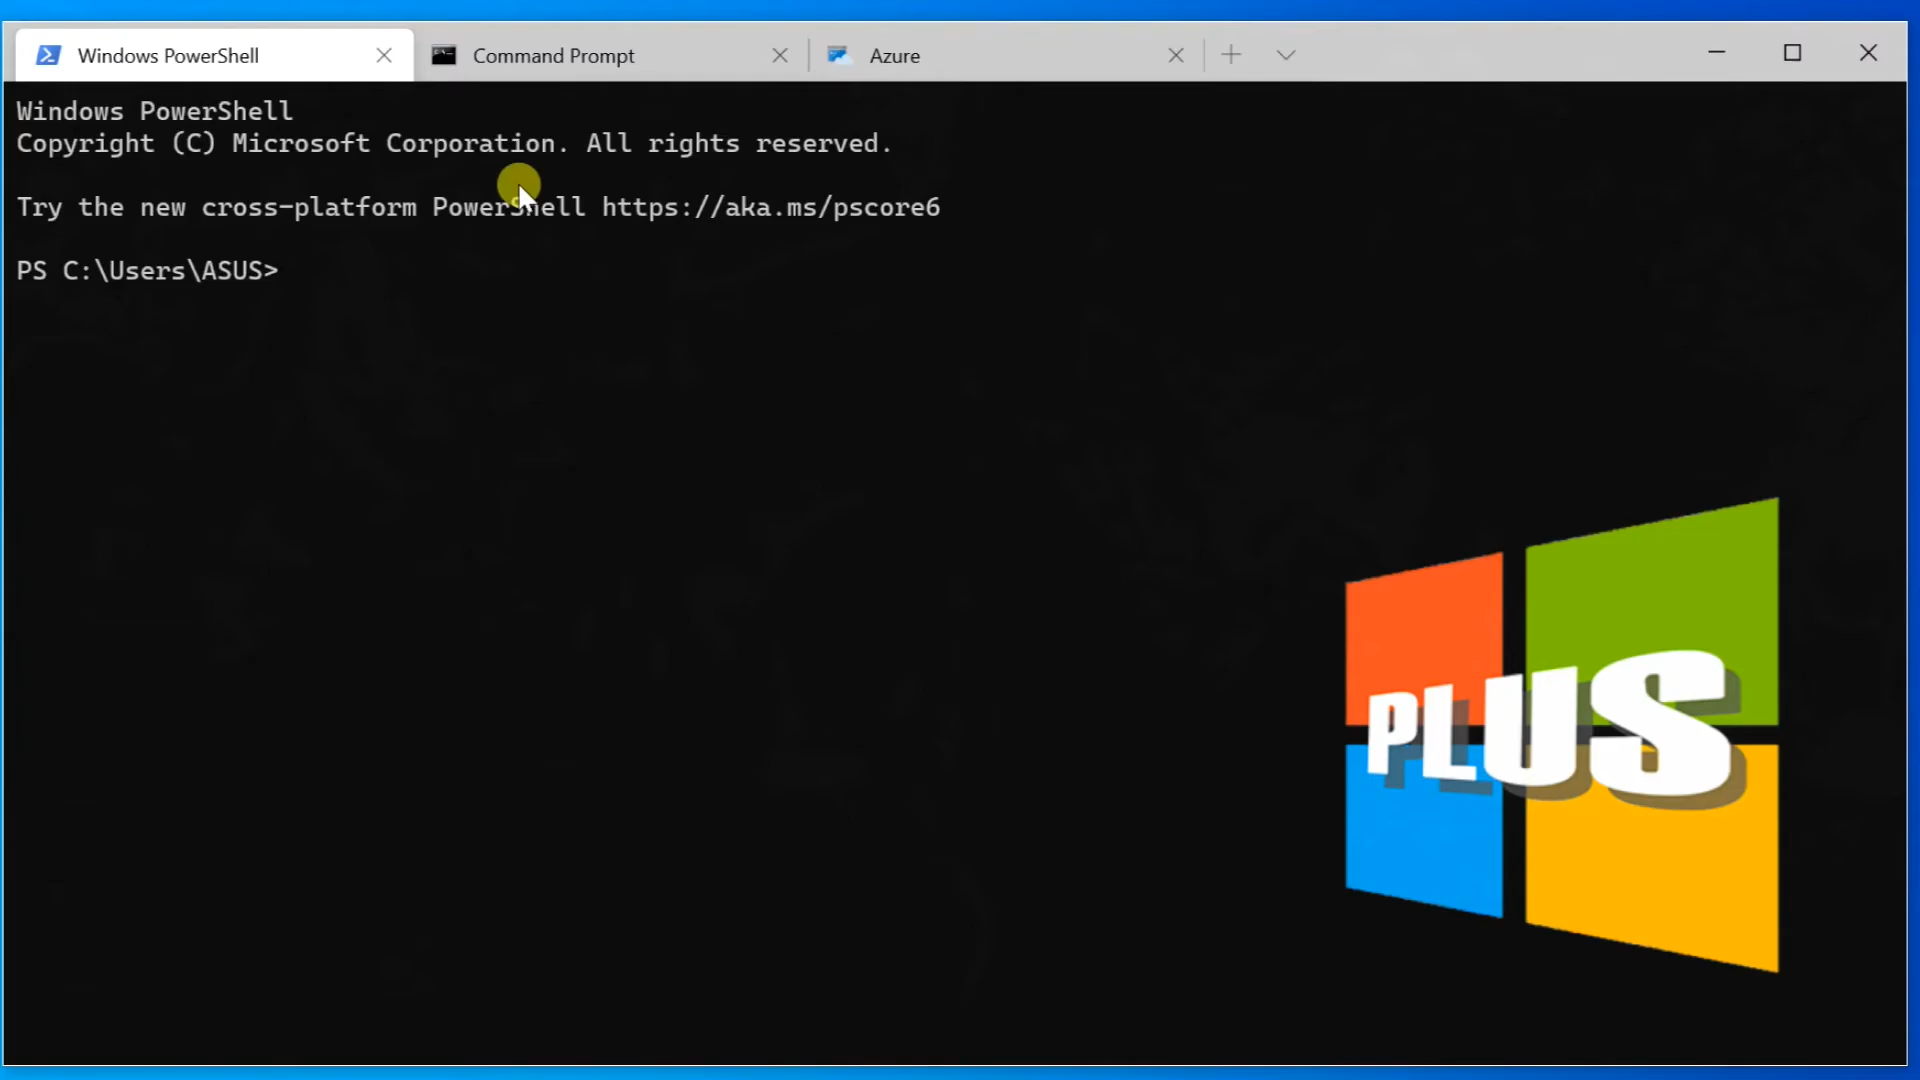 Windows PowerShell
Command Prompt
Azure
Windows PowerShell
Copyright (C) Microsoft Corporation. All rights reserved.
Try the new cross-platform PowerShell https://aka.ms/pscore6
PS C:\Users\ASUS>
PLUS